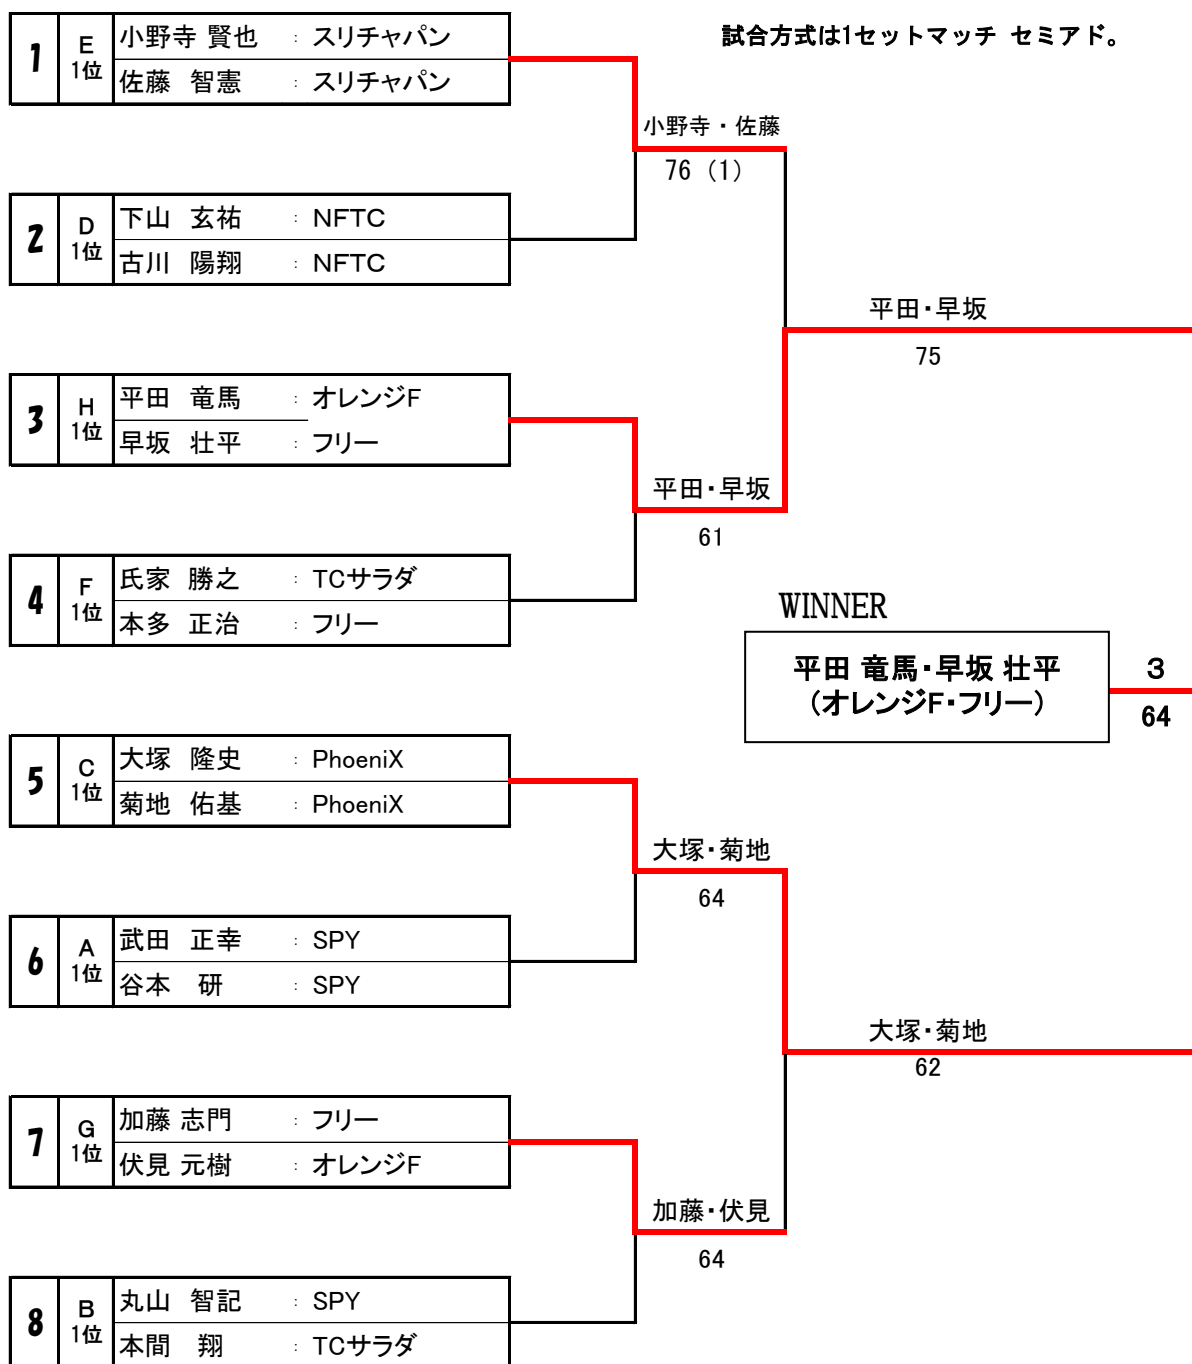 試合方式は1セットマッチ セミアド。
1 E 1位 小野寺 賢也 : スリチャパン
佐藤 智憲 : スリチャパン
小野寺・佐藤
76（1）
2 D 1位 下山 玄祐 : NFTC
古川 陽翔 : NFTC
平田・早坂
75
3 H 1位 平田 竜馬 : オレンジF
早坂 壮平 : フリー
平田・早坂
61
4 F 1位 氏家 勝之 : TCサラダ
本多 正治 : フリー
WINNER
平田 竜馬・早坂 壮平
（オレンジF・フリー）
3
64
5 C 1位 大塚 隆史 : PhoeniX
菊地 佑基 : PhoeniX
大塚・菊地
64
6 A 1位 武田 正幸 : SPY
谷本 研 : SPY
大塚・菊地
62
7 G 1位 加藤 志門 : フリー
伏見 元樹 : オレンジF
加藤・伏見
64
8 B 1位 丸山 智記 : SPY
本間 翔 : TCサラダ